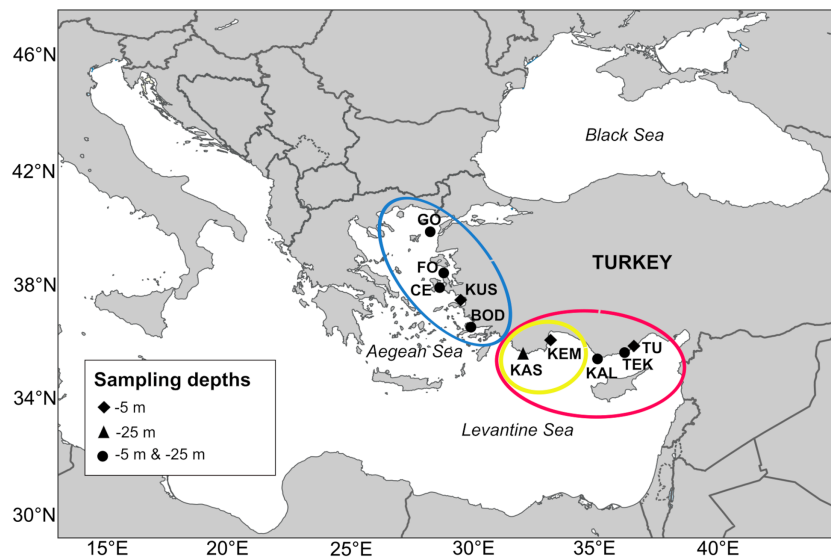 46°N
Black Sea
42°N
GO
TURKEY
38°N
FO
CE
KUS
BOD
Aegean Sea
KAS
KEM
KAL
TEK
TU
34°N
Levantine Sea
30°N
Sampling depths
-5 m
-25 m
-5 m & -25 m
15°E 20°E 25°E 30°E 35°E 40°E